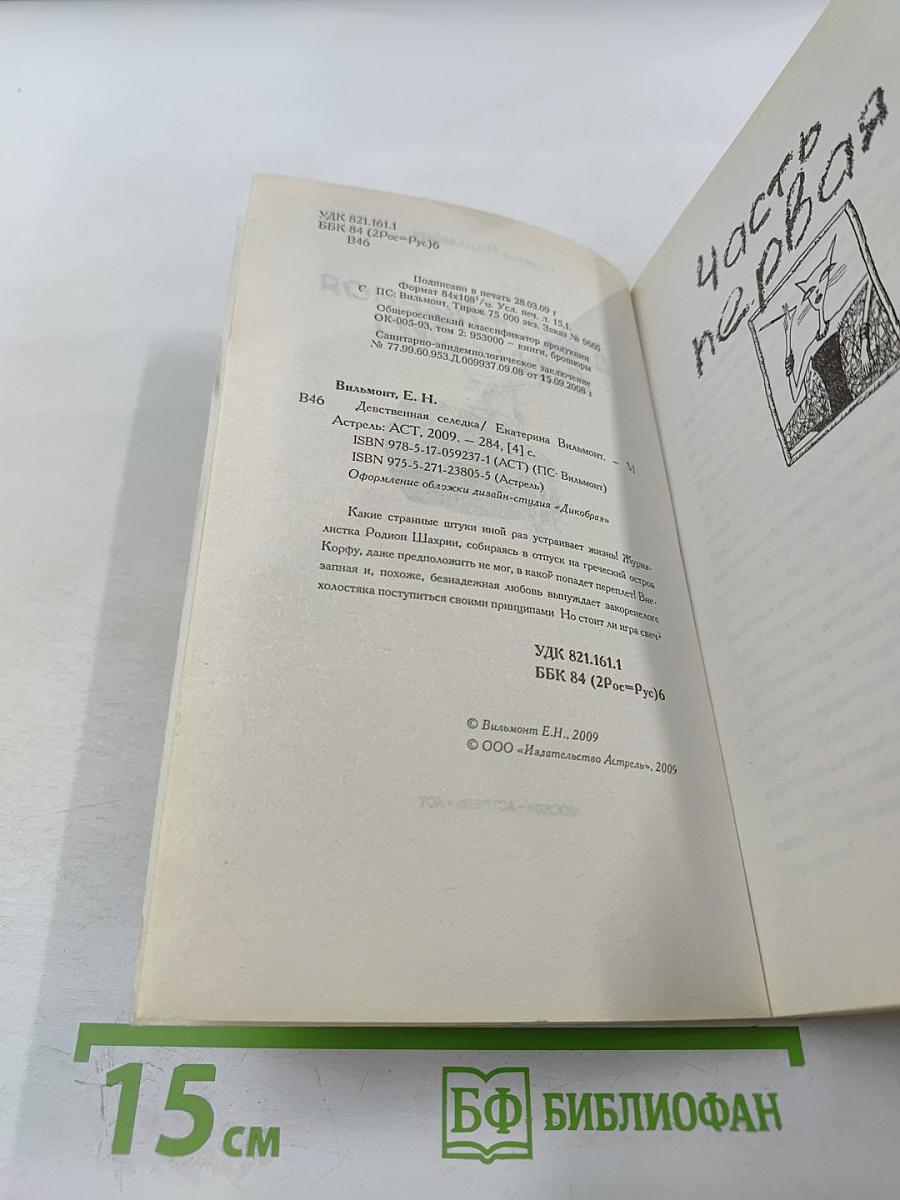 УДК 821.161.1
ББК 84 (2Рос=Рус)6
В46
Подписано в печать 28.03.09 г
Формат 84х108¹/₃₂. Усл. печ. л. 15,1.
С ПС: Вильмонт. Тираж 75 000 экз. Заказ № 9666
Общероссийский классификатор продукции
ОК-005-93, том 2; 953000 — книги, брошюры
Санитарно-эпидемиологическое заключение
№ 77.99.60.953.Д.009937.09.08 от 15.09.2008 г
Вильмонт, Е. Н.
В46 Девственная селедка/ Екатерина Вильмонт. – М
Астрель: АСТ, 2009. — 284, [4] с.
ISBN 978-5-17-059237-1 (АСТ) (ПС: Вильмонт)
ISBN 975-5-271-23805-5 (Астрель)
Оформление обложки дизайн-студия «Дикобраз»
Какие странные штуки иной раз устраивает жизнь! Журна-
листка Родион Шахрин, собираясь в отпуск на греческий остров
Корфу, даже предположить не мог, в какой попадет переплет! Вне-
запная и, похоже, безнадежная любовь вынуждает закоренелого
холостяка поступиться своими принципами Но стоит ли игра свеч?
УДК 821.161.1
ББК 84 (2Рос=Рус)6
© Вильмонт Е.Н., 2009
© ООО «Издательство Астрель», 2009
МОСКВА • АСТРЕЛЬ • АСТ
часть
первая
15 см
БФ БИБЛИОФАН